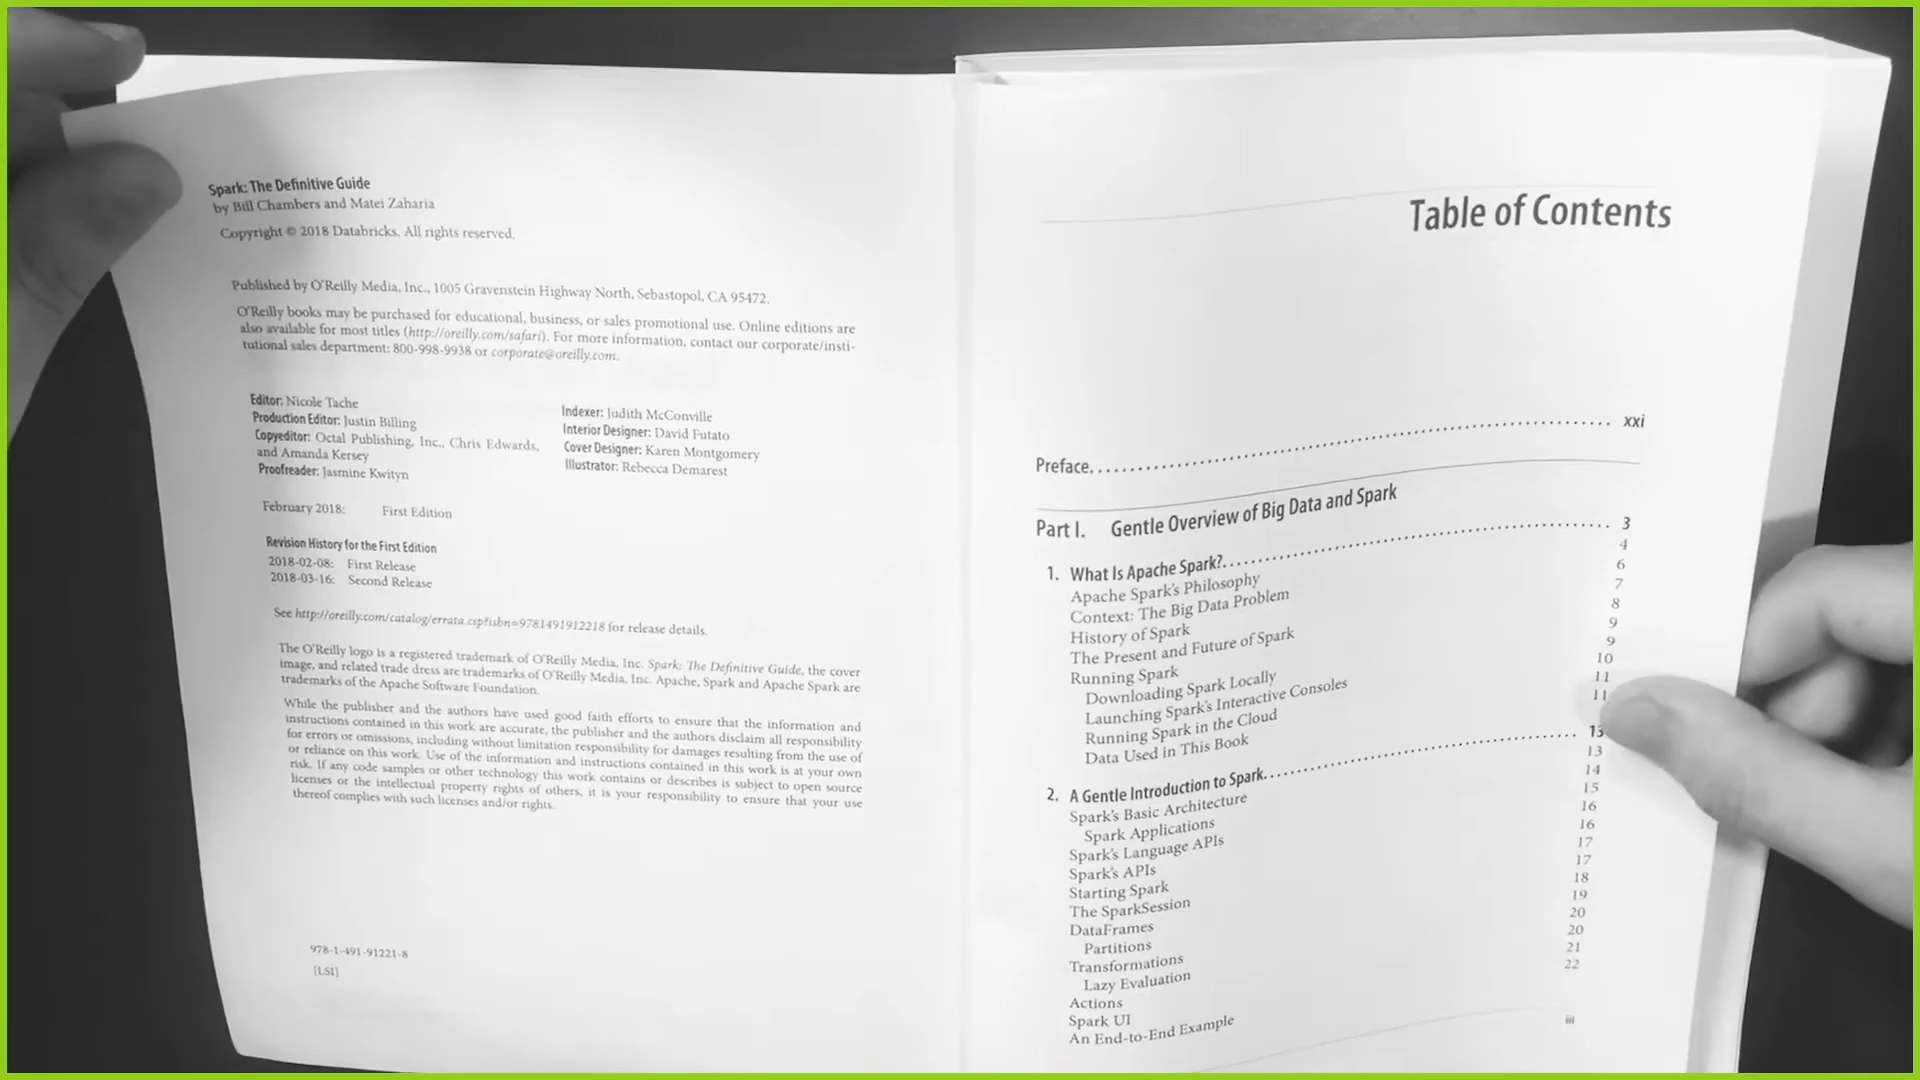 Spark: The Definitive Guide
by Bill Chambers and Matei Zaharia
Copyright © 2018 Databricks. All rights reserved.
Published by O'Reilly Media, Inc., 1005 Gravenstein Highway North, Sebastopol, CA 95472.
O'Reilly books may be purchased for educational, business, or sales promotional use. Online editions are
also available for most titles (http://oreilly.com/safari). For more information, contact our corporate/insti-
tutional sales department: 800-998-9938 or corporate@oreilly.com.
Editor: Nicole Tache
Production Editor: Justin Billing
Copyeditor: Octal Publishing, Inc., Chris Edwards,
and Amanda Kersey
Proofreader: Jasmine Kwityn
Indexer: Judith McConville
Interior Designer: David Futato
Cover Designer: Karen Montgomery
Illustrator: Rebecca Demarest
February 2018: First Edition
Revision History for the First Edition
2018-02-08: First Release
2018-03-16: Second Release
See http://oreilly.com/catalog/errata.csp?isbn=9781491912218 for release details.
The O'Reilly logo is a registered trademark of O'Reilly Media, Inc. Spark: The Definitive Guide, the cover
image, and related trade dress are trademarks of O'Reilly Media, Inc. Apache, Spark and Apache Spark are
trademarks of the Apache Software Foundation.
While the publisher and the authors have used good faith efforts to ensure that the information and
instructions contained in this work are accurate, the publisher and the authors disclaim all responsibility
for errors or omissions, including without limitation responsibility for damages resulting from the use of
or reliance on this work. Use of the information and instructions contained in this work is at your own
risk. If any code samples or other technology this work contains or describes is subject to open source
licenses or the intellectual property rights of others, it is your responsibility to ensure that your use
thereof complies with such licenses and/or rights.
978-1-491-91221-8
[LSI]
Table of Contents
Preface. . . . . . . . . . xxi
Part I. Gentle Overview of Big Data and Spark
1. What Is Apache Spark?. . . . . . . . . . 3
Apache Spark's Philosophy 4
Context: The Big Data Problem 6
History of Spark 7
The Present and Future of Spark 8
Running Spark 9
Downloading Spark Locally 9
Launching Spark's Interactive Consoles 10
Running Spark in the Cloud 11
Data Used in This Book 11
2. A Gentle Introduction to Spark. . . . . . . . . . 13
Spark's Basic Architecture 13
Spark Applications 14
Spark's Language APIs 15
Spark's APIs 16
Starting Spark 16
The SparkSession 17
DataFrames 17
Partitions 18
Transformations 19
Lazy Evaluation 20
Actions 20
Spark UI 21
An End-to-End Example 22
iii